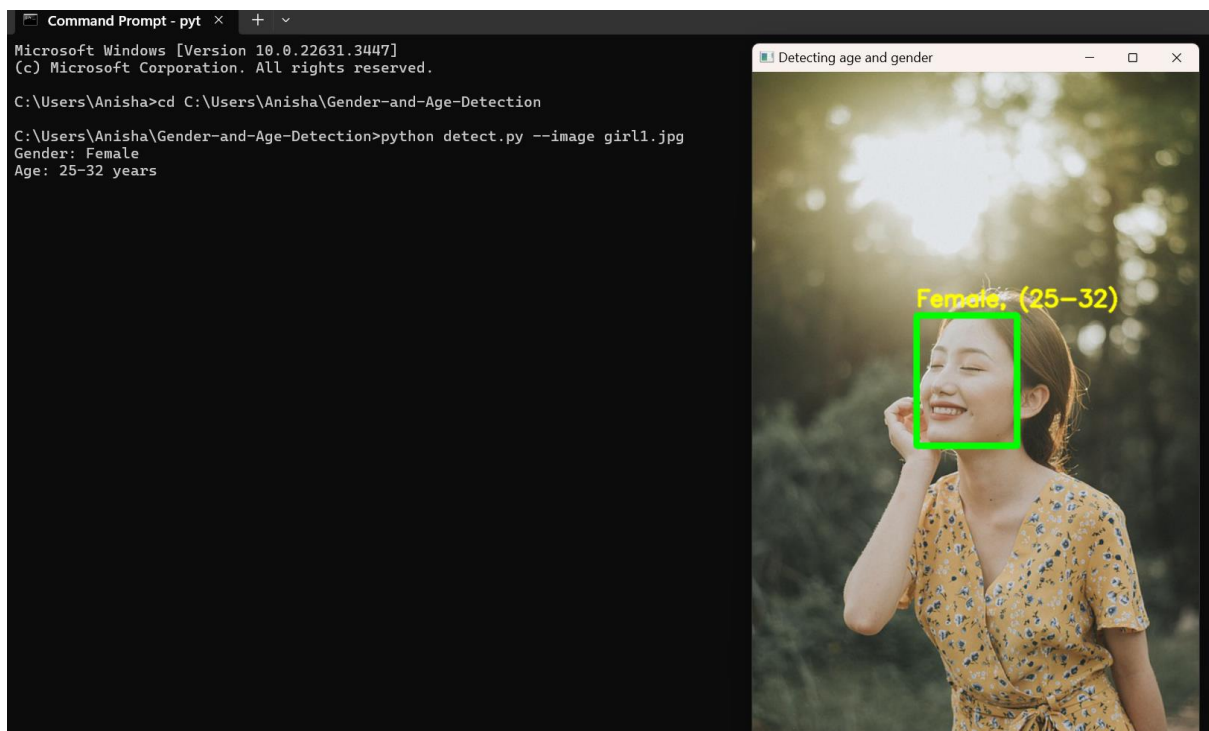 Command Prompt - pyt
Microsoft Windows [Version 10.0.22631.3447]
(c) Microsoft Corporation. All rights reserved.
C:\Users\Anisha>cd C:\Users\Anisha\Gender-and-Age-Detection
C:\Users\Anisha\Gender-and-Age-Detection>python detect.py --image girl1.jpg
Gender: Female
Age: 25-32 years
Detecting age and gender
Female, (25-32)